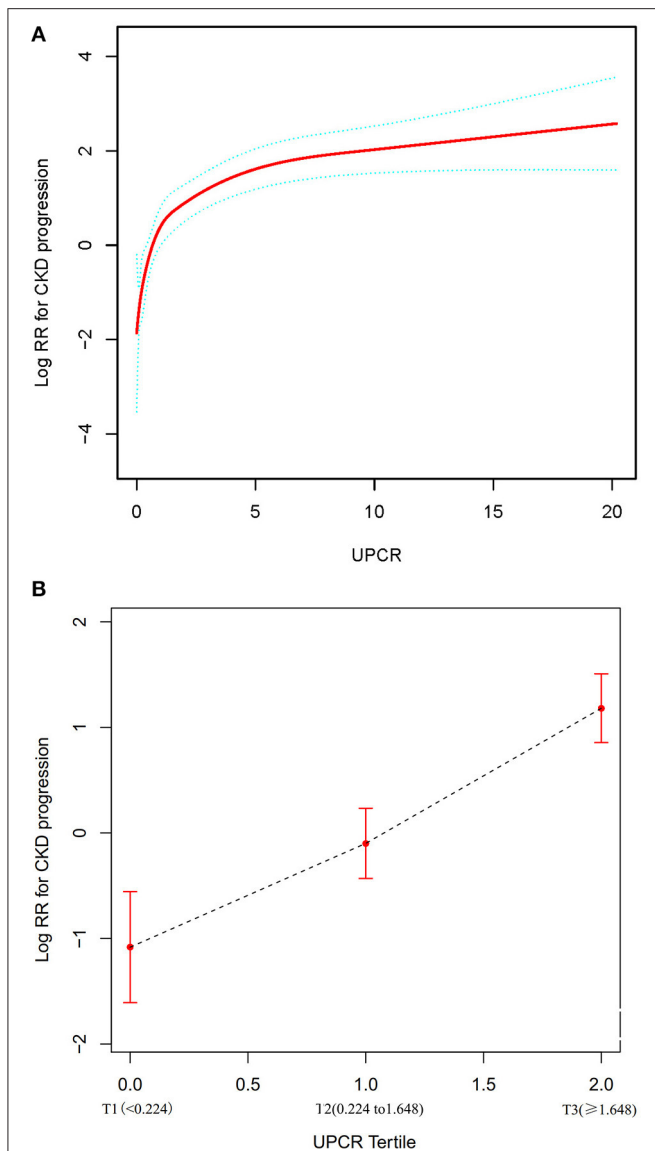 A
4
2
0
-2
-4
Log RR for CKD progression
0 5 10 15 20
UPCR
B
2
1
0
-1
-2
Log RR for CKD progression
0.0 0.5 1.0 1.5 2.0
T1(<0.224) T2(0.224 to1.648) T3(≥1.648)
UPCR Tertile